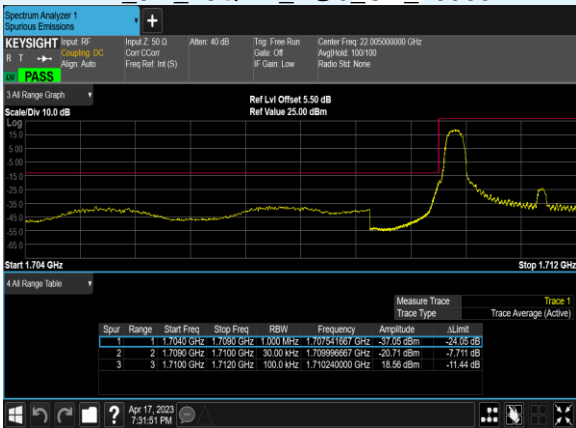 Spectrum Analyzer 1
Spurious Emissions
KEYSIGHT Input: RF Input Z: 50 Ω Atten: 40 dB Trig: Free Run Center Freq: 22.005000000 GHz
R T Coupling: DC Corr CCorr Gate: Off Avg|Hold: 100/100
Align: Auto Freq Ref: Int (S) IF Gain: Low Radio Std: None
PASS
3 All Range Graph
Ref Lvl Offset 5.50 dB
Scale/Div 10.0 dB Ref Value 25.00 dBm
Log
15.0
5.00
-5.00
-15.0
-25.0
-35.0
-45.0
-55.0
-65.0
Start 1.704 GHz Stop 1.712 GHz
4 All Range Table
Measure Trace Trace 1
Trace Type Trace Average (Active)
Spur Range Start Freq Stop Freq RBW Frequency Amplitude ΔLimit
1 1 1.7040 GHz 1.7090 GHz 1.000 MHz 1.707541667 GHz -37.05 dBm -24.05 dB
2 2 1.7090 GHz 1.7100 GHz 30.00 kHz 1.709996667 GHz -20.71 dBm -7.711 dB
3 3 1.7100 GHz 1.7120 GHz 100.0 kHz 1.710240000 GHz 18.56 dBm -11.44 dB
Apr 17, 2023
7:31:51 PM